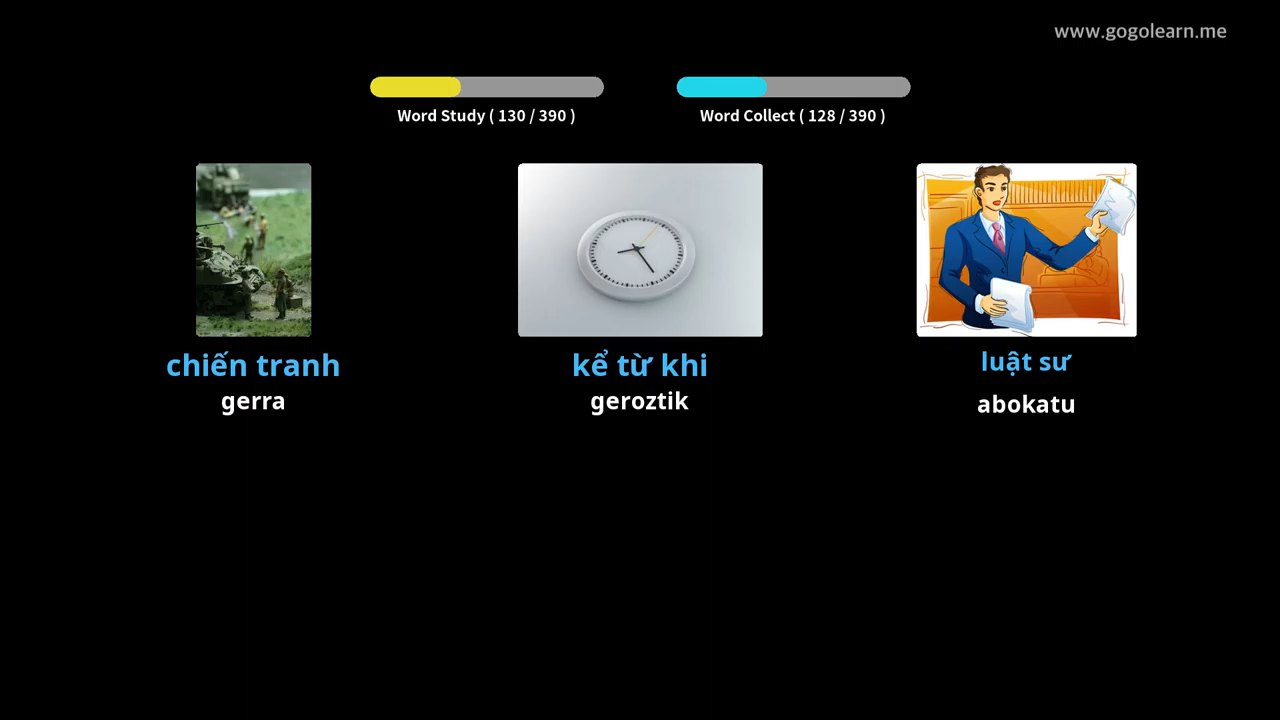 www.gogolearn.me
Word Study ( 130 / 390 )
Word Collect ( 128 / 390 )
chiến tranh
gerra
kể từ khi
geroztik
luật sư
abokatu